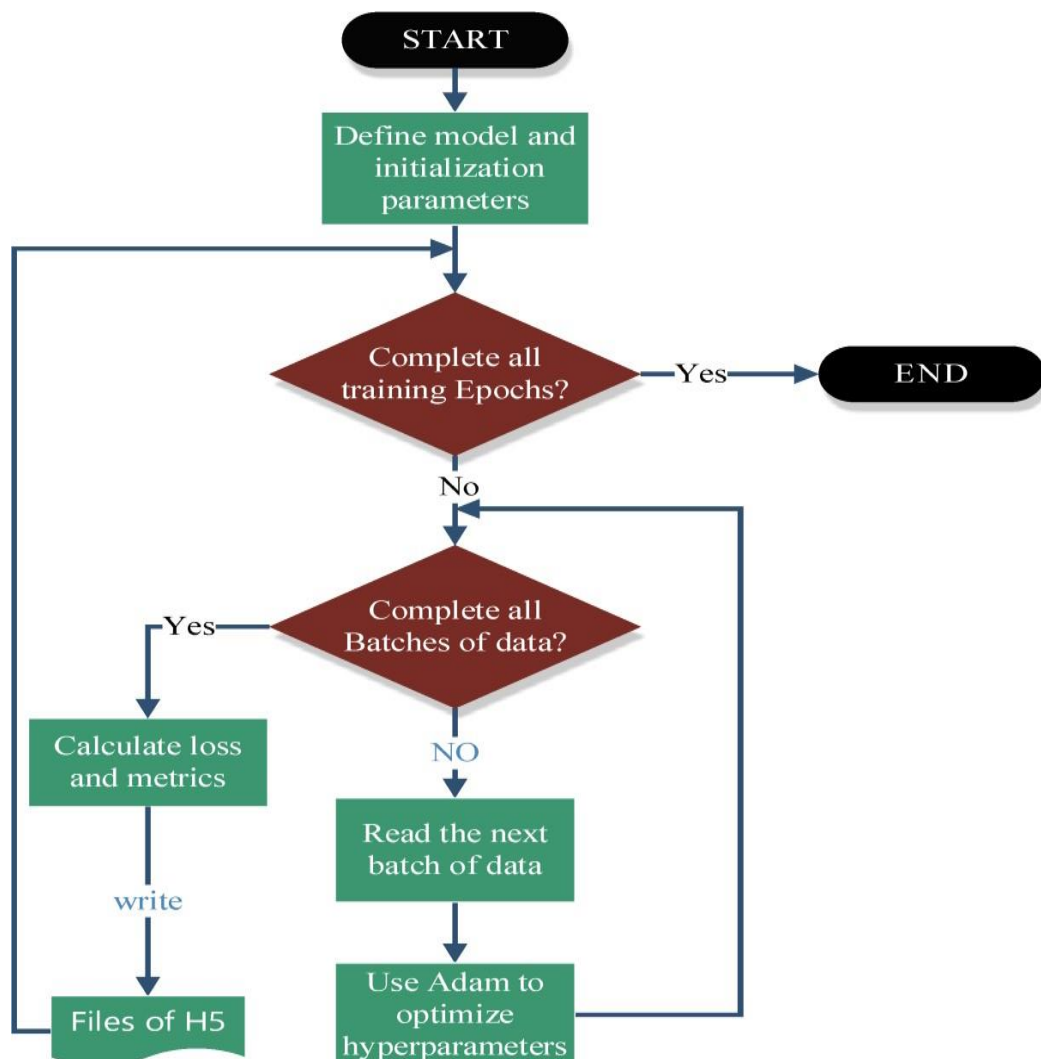 START
Define model and
initialization
parameters
Complete all
training Epochs?
Yes
END
No
Complete all
Batches of data?
Yes
NO
Calculate loss
and metrics
Read the next
batch of data
write
Use Adam to
optimize
hyperparameters
Files of H5